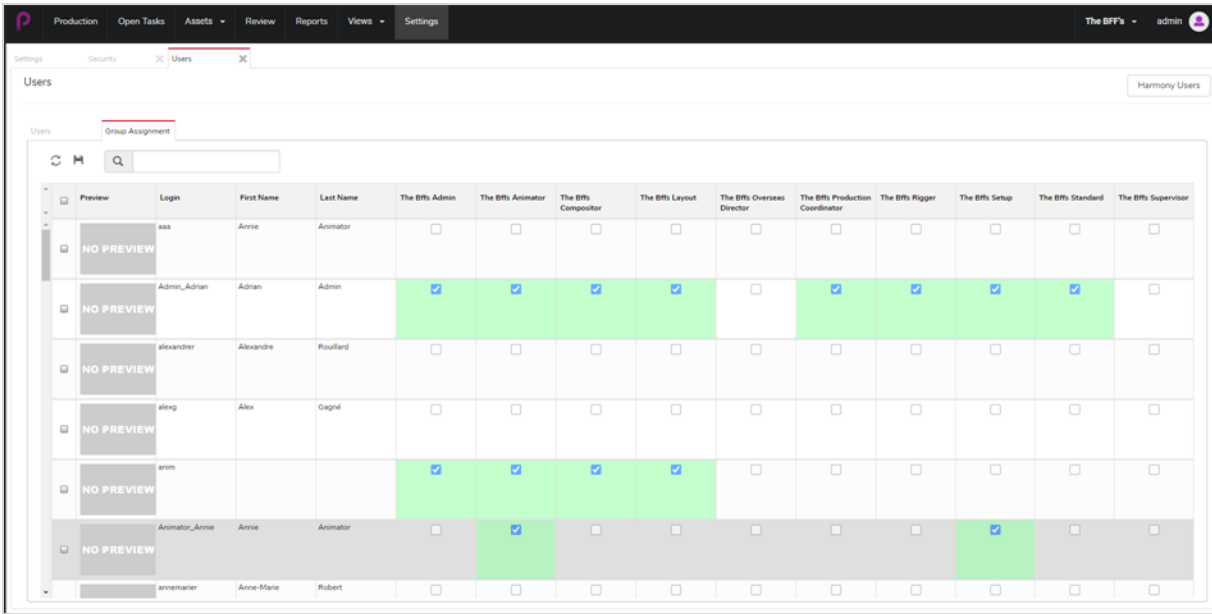 Production Open Tasks Assets Review Reports Views Settings The BFF's admin
Settings Security Users
Users Harmony Users
Users Group Assignment
Preview Login First Name Last Name The Bffs Admin The Bffs Animator The Bffs Compositor The Bffs Layout The Bffs Overseas Director The Bffs Production Coordinator The Bffs Rigger The Bffs Setup The Bffs Standard The Bffs Supervisor
NO PREVIEW aaa Annie Animator
NO PREVIEW Admin_Adrian Adrian Admin
NO PREVIEW alexandrer Alexandre Rouillard
NO PREVIEW alexg Alex Gagné
NO PREVIEW anim
NO PREVIEW Animator_Annie Annie Animator
annemarier Anne-Marie Robert